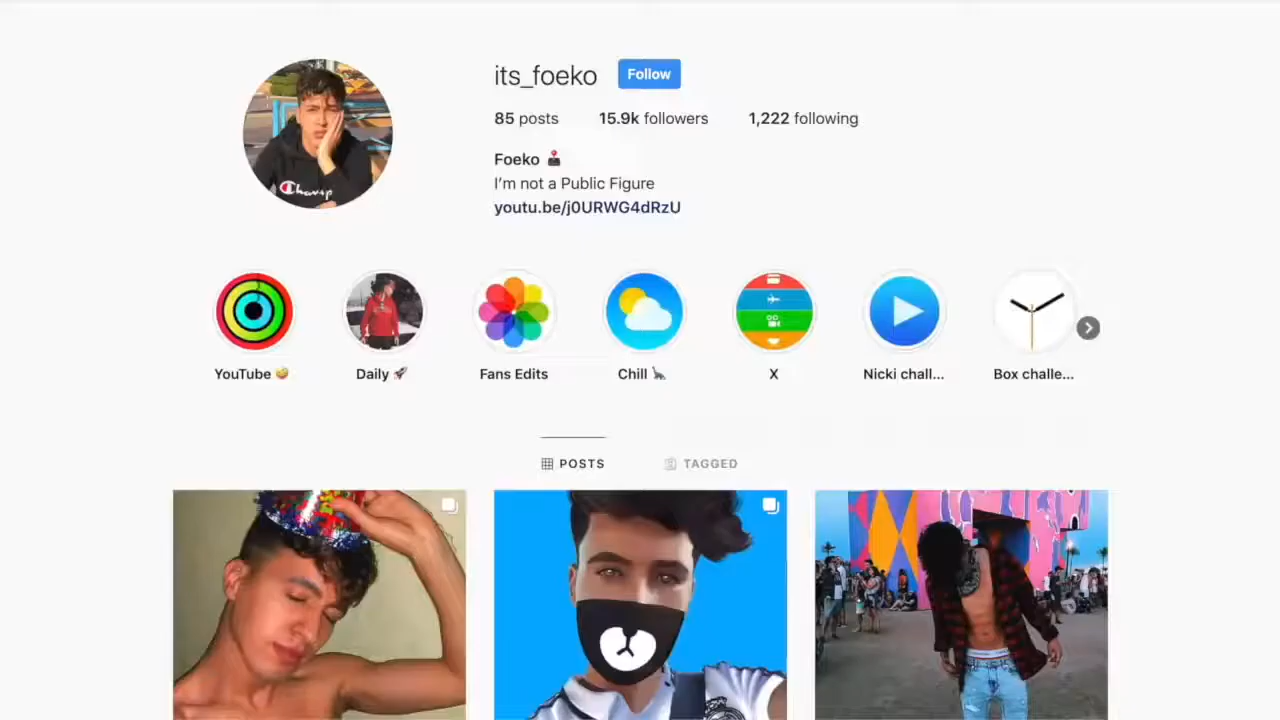 its_foeko Follow
85 posts 15.9k followers 1,222 following
Foeko 🕹️
I’m not a Public Figure
youtu.be/j0URWG4dRzU
YouTube 🤪 Daily 🚀 Fans Edits Chill 🦕 X Nicki chall... Box challe...
POSTS TAGGED